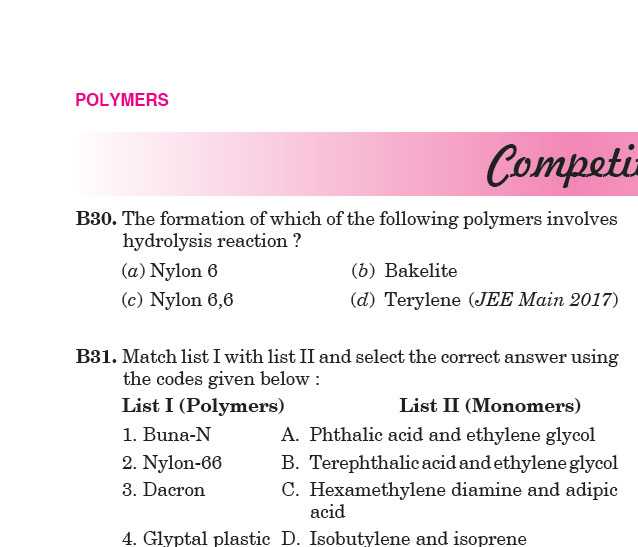 POLYMERS
Competi
B30. The formation of which of the following polymers involves
hydrolysis reaction ?
(a) Nylon 6 (b) Bakelite
(c) Nylon 6,6 (d) Terylene (JEE Main 2017)
B31. Match list I with list II and select the correct answer using
the codes given below :
List I (Polymers) List II (Monomers)
1. Buna-N A. Phthalic acid and ethylene glycol
2. Nylon-66 B. Terephthalic acid and ethylene glycol
3. Dacron C. Hexamethylene diamine and adipic
acid
4. Glyptal plastic D. Isobutylene and isoprene